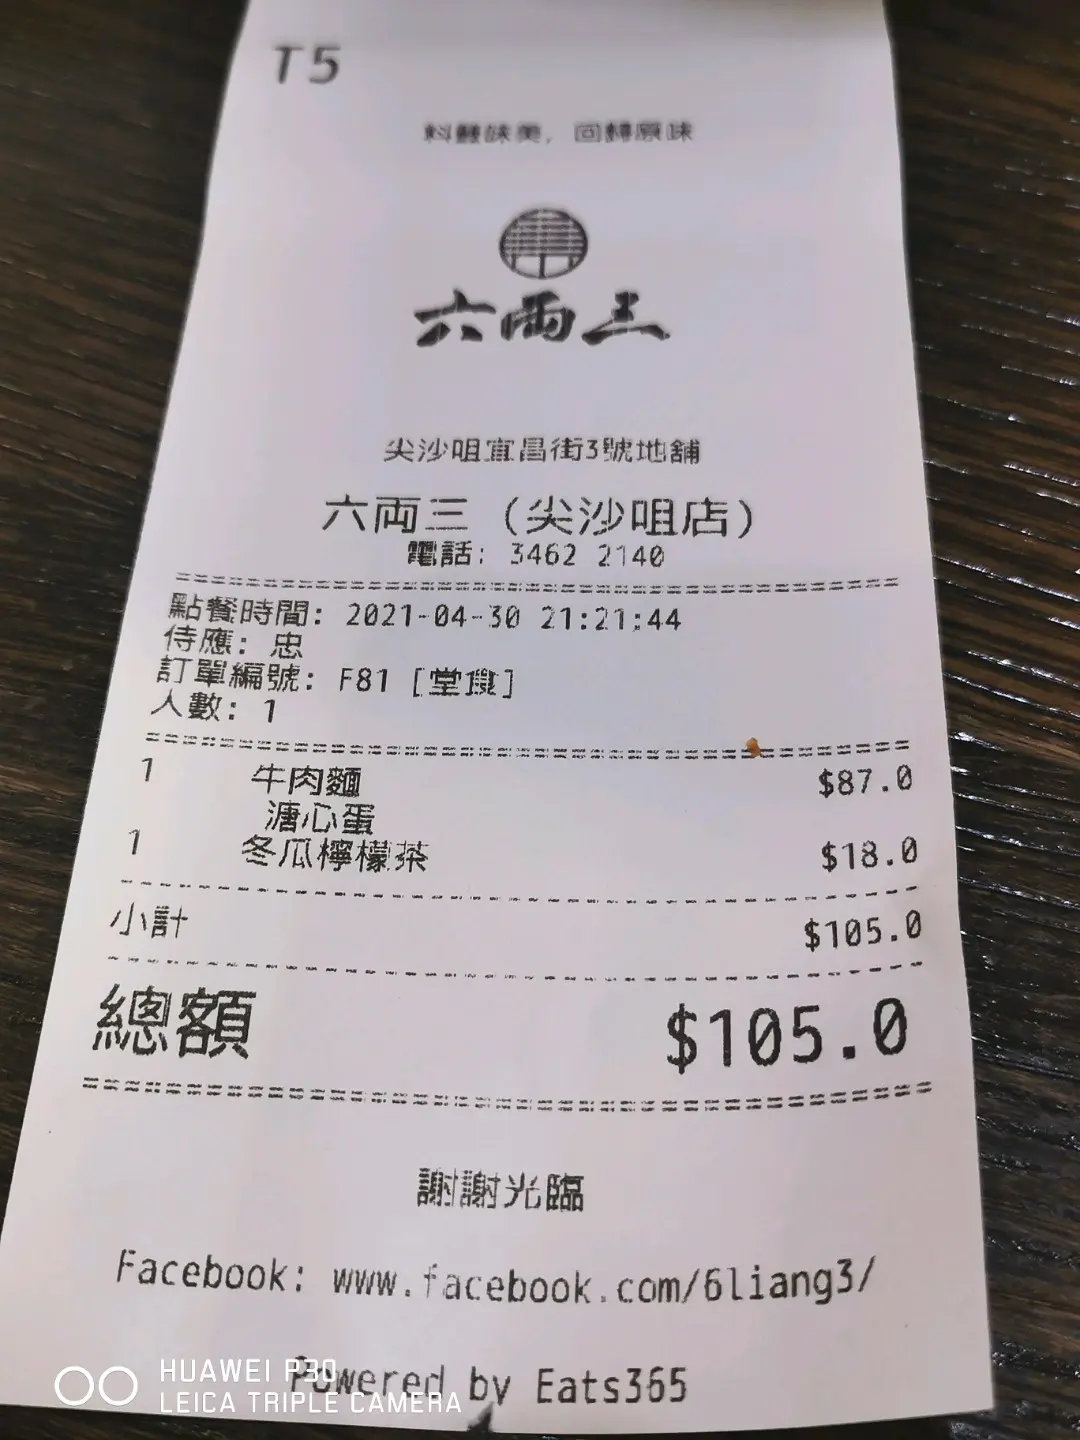 T5
料豐味美, 回歸原味
六両三
尖沙咀宜昌街3號地舖
六両三 (尖沙咀店)
電話: 3462 2140
點餐時間: 2021-04-30 21:21:44
侍應: 忠
訂單編號: F81 [堂食]
人數: 1
1 牛肉麵 $87.0
溏心蛋
1 冬瓜檸檬茶 $18.0
小計 $105.0
總額 $105.0
謝謝光臨
Facebook: www.facebook.com/6liang3/
Powered by Eats365
HUAWEI P30
LEICA TRIPLE CAMERA